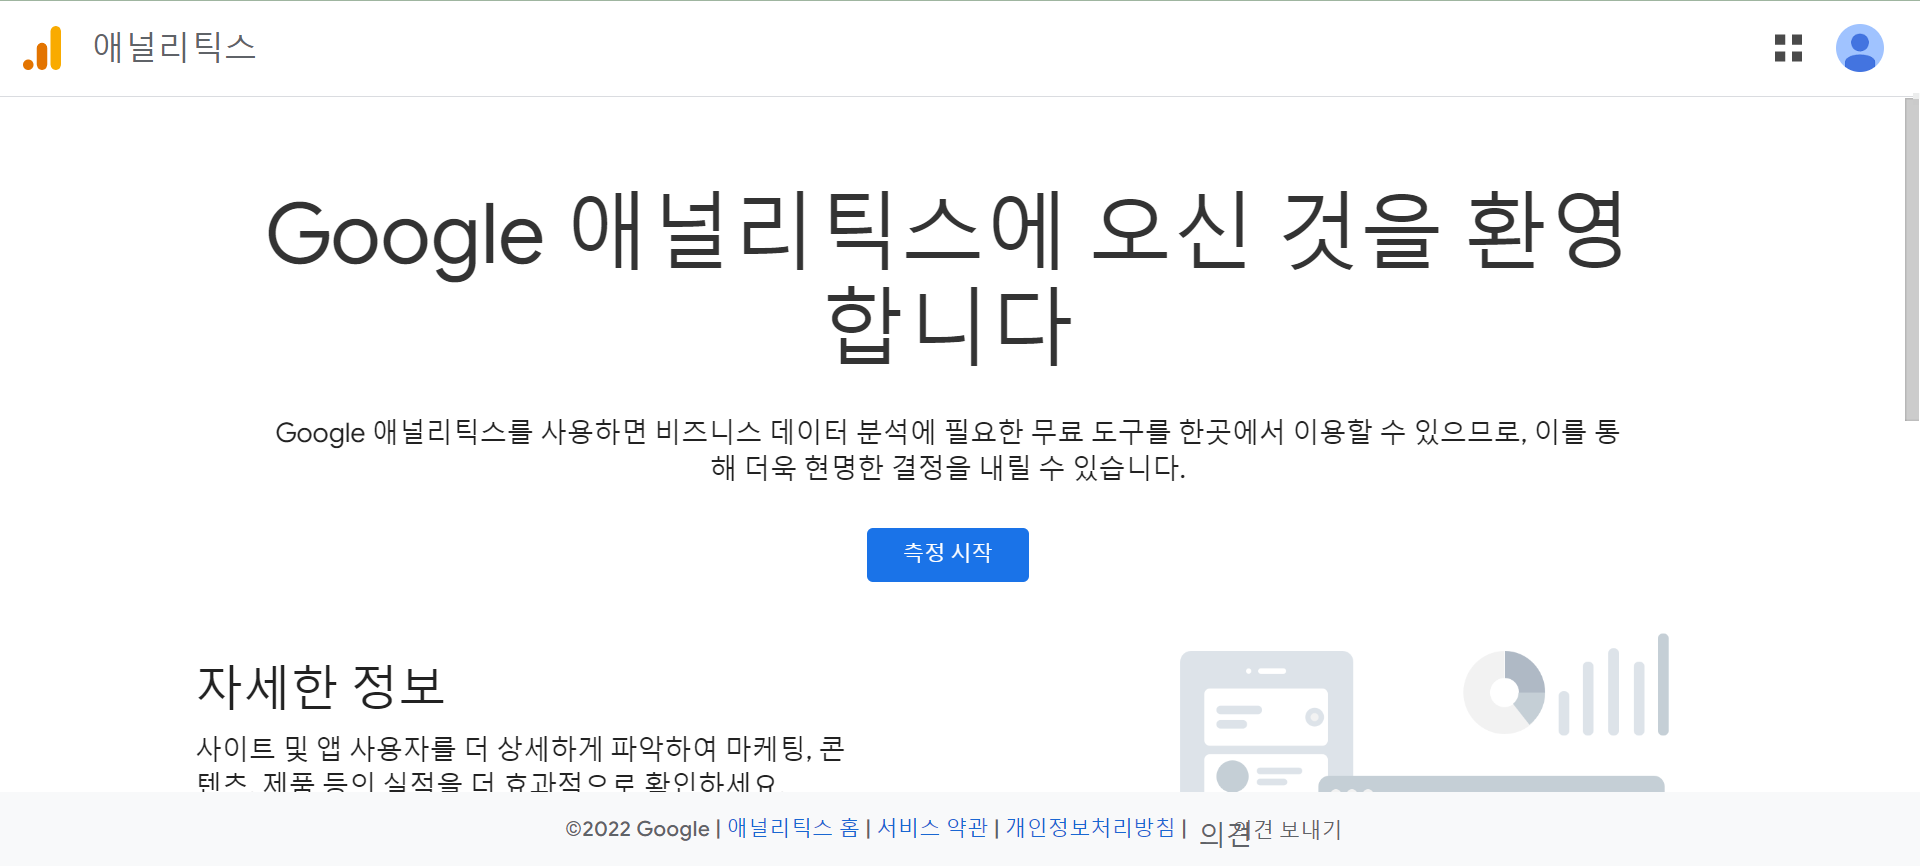 애널리틱스
Google 애널리틱스에 오신 것을 환영
합니다
Google 애널리틱스를 사용하면 비즈니스 데이터 분석에 필요한 무료 도구를 한곳에서 이용할 수 있으므로, 이를 통
해 더욱 현명한 결정을 내릴 수 있습니다.
측정 시작
자세한 정보
사이트 및 앱 사용자를 더 상세하게 파악하여 마케팅, 콘
텐츠, 제품 등의 실적을 더 효과적으로 확인하세요.
©2022 Google | 애널리틱스 홈 | 서비스 약관 | 개인정보처리방침 | 의견 의견 보내기